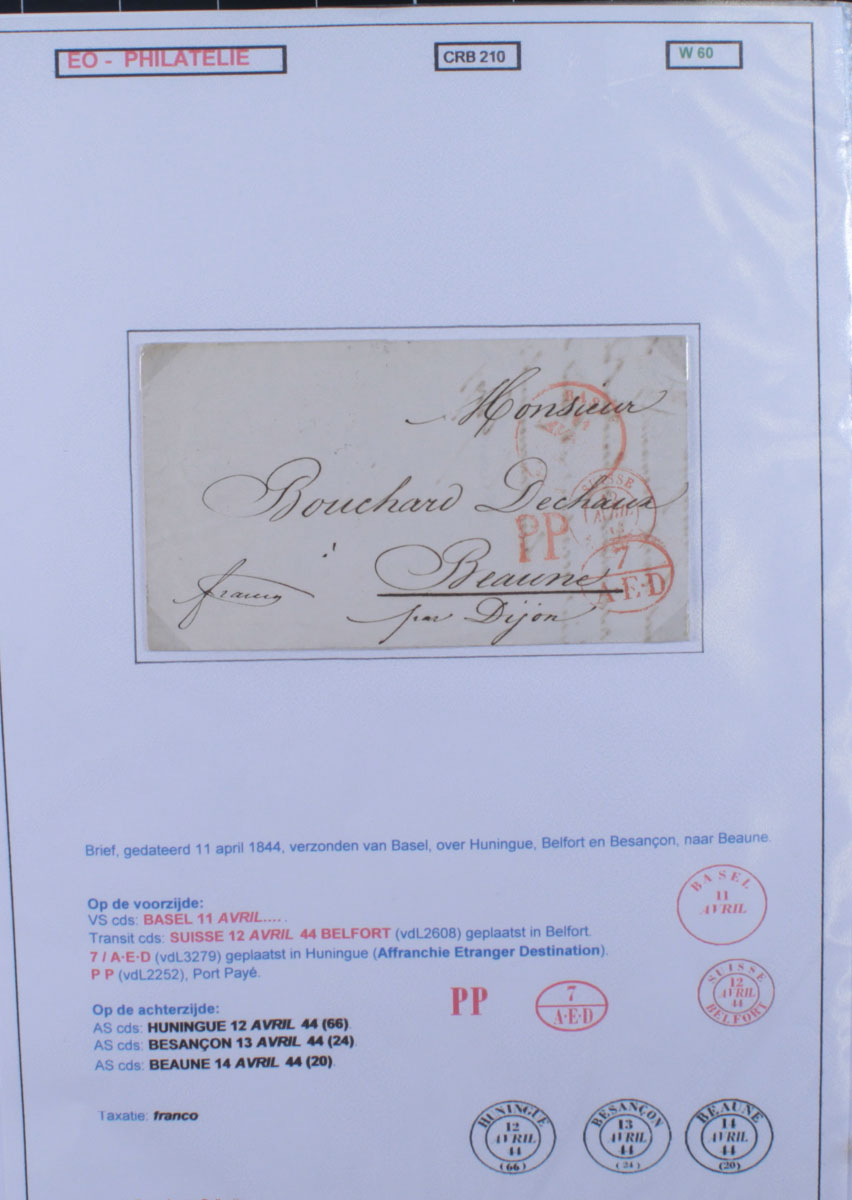 EO - PHILATELIE
CRB 210
W 60
Monsieur
Bouchard Dechaux
à
Beaune
franco
par Dijon
BAS
SUISSE
AVRIL
PP
7
A·E·D
Brief, gedateerd 11 april 1844, verzonden van Basel, over Huningue, Belfort en Besançon, naar Beaune.
Op de voorzijde:
VS cds: BASEL 11 AVRIL.... .
Transit cds: SUISSE 12 AVRIL 44 BELFORT (vdL2608) geplaatst in Belfort.
7 / A·E·D (vdL3279) geplaatst in Huningue (Affranchie Etranger Destination).
P P (vdL2252), Port Payé.
Op de achterzijde:
AS cds: HUNINGUE 12 AVRIL 44 (66).
AS cds: BESANÇON 13 AVRIL 44 (24).
AS cds: BEAUNE 14 AVRIL 44 (20).
Taxatie: franco
BASEL
11
AVRIL
PP
7
A·E·D
SUISSE
12
AVRIL
44
BELFORT
HUNINGUE
12
AVRIL
44
(66)
BESANÇON
13
AVRIL
44
(24)
BEAUNE
14
AVRIL
44
(20)